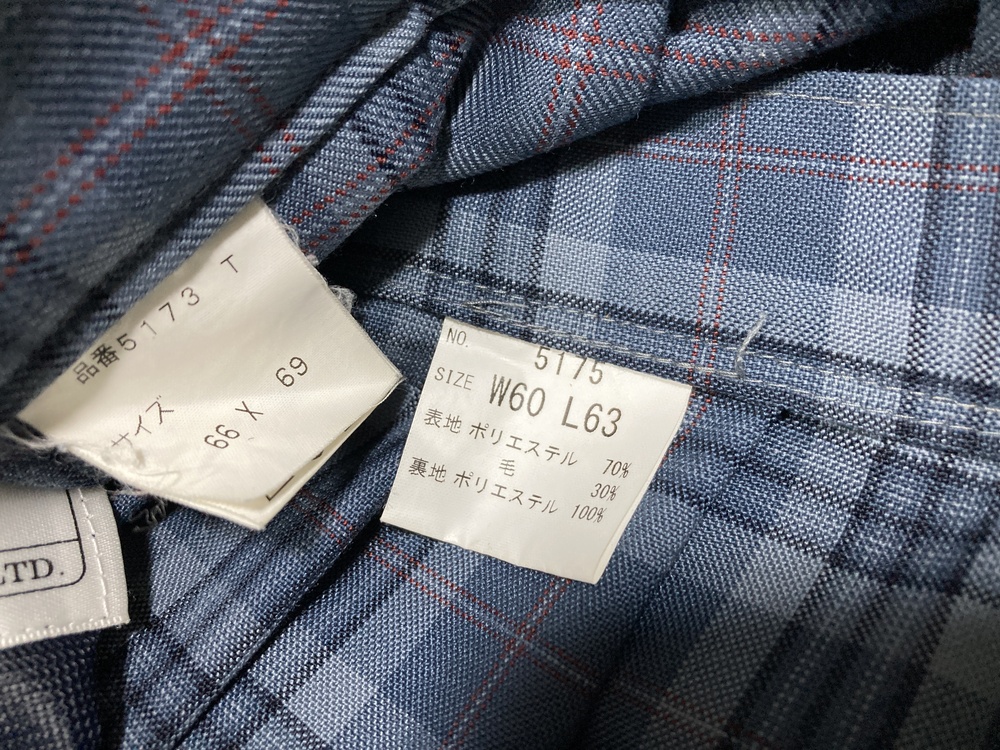 品番5173 T
サイズ
66 X 69
NO.
5175
SIZE W60 L63
表地 ポリエステル 70%
毛 30%
裏地 ポリエステル 100%
LTD.